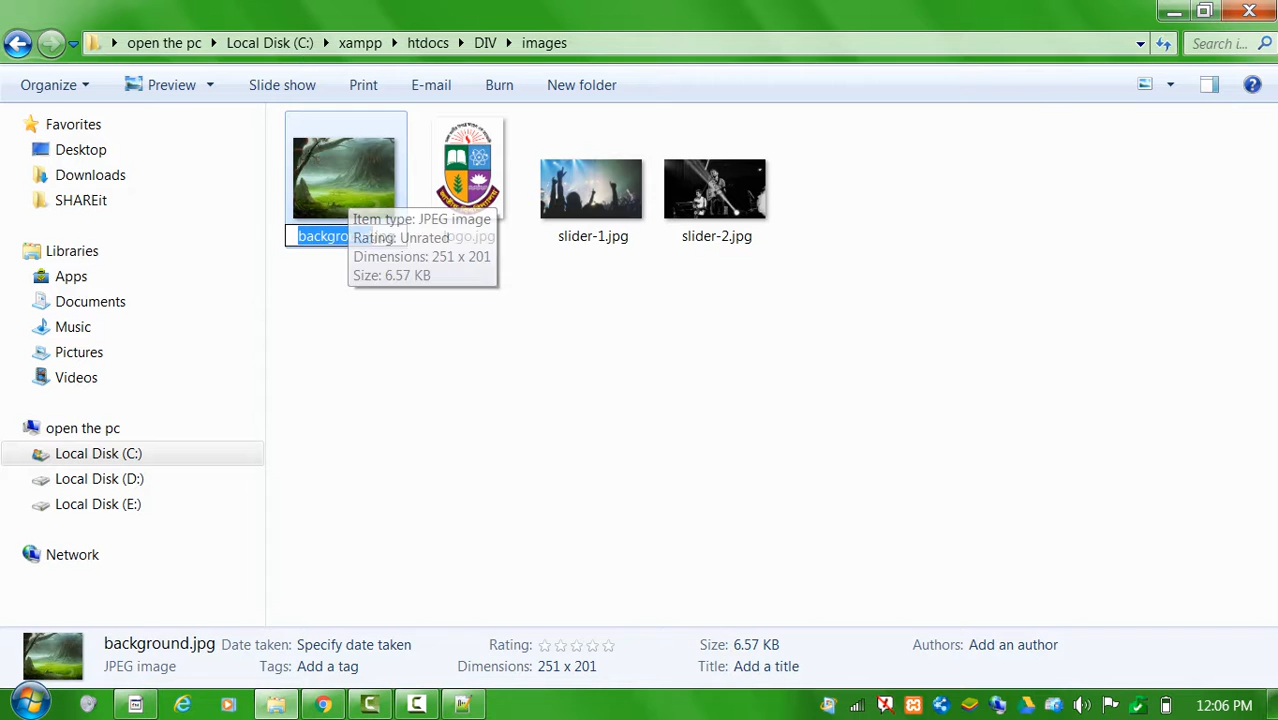 open the pc Local Disk (C:) xampp htdocs DIV images Search i...
Organize Preview Slide show Print E-mail Burn New folder
Favorites
Desktop
Downloads
SHAREit
Libraries
Apps
Documents
Music
Pictures
Videos
open the pc
Local Disk (C:)
Local Disk (D:)
Local Disk (E:)
Network
logo.jpg slider-1.jpg slider-2.jpg
Item type: JPEG image
Rating: Unrated
Dimensions: 251 x 201
Size: 6.57 KB
background.jpg Date taken: Specify date taken Rating: Size: 6.57 KB Authors: Add an author
JPEG image Tags: Add a tag Dimensions: 251 x 201 Title: Add a title
12:06 PM